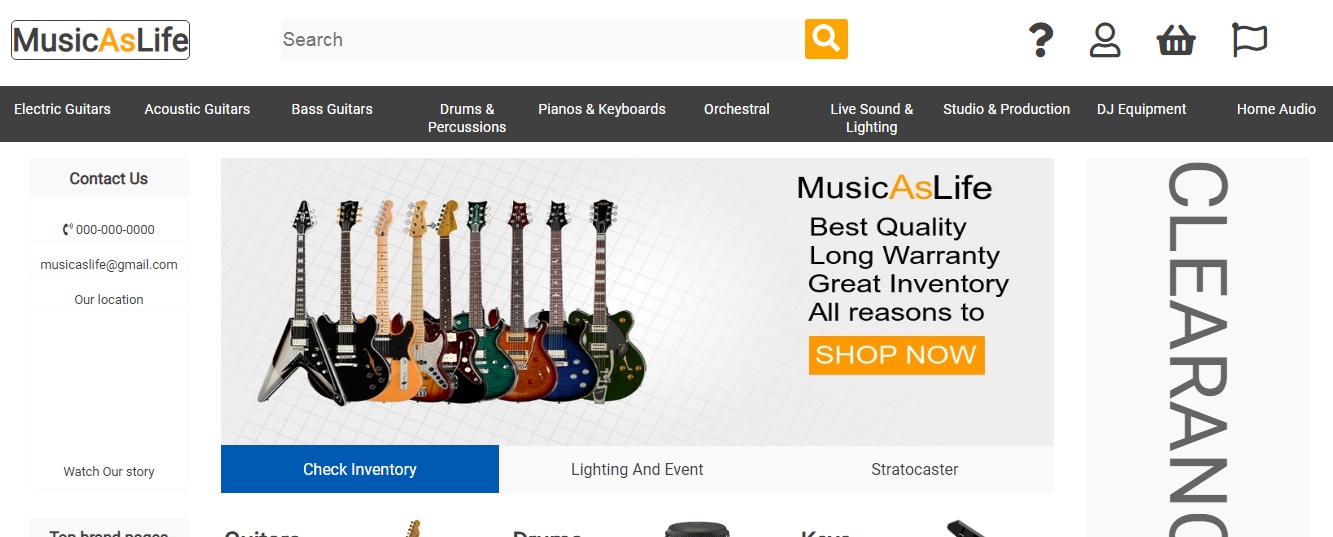 MusicAsLife
Search
Electric Guitars
Acoustic Guitars
Bass Guitars
Drums &
Percussions
Pianos & Keyboards
Orchestral
Live Sound &
Lighting
Studio & Production
DJ Equipment
Home Audio
Contact Us
000-000-0000
musicaslife@gmail.com
Our location
Watch Our story
Top brand pages
MusicAsLife
Best Quality
Long Warranty
Great Inventory
All reasons to
SHOP NOW
Check Inventory
Lighting And Event
Stratocaster
Guitars
Drums
Keys
CLEARANC